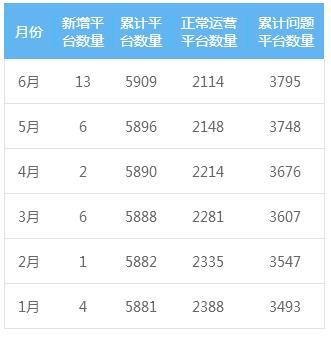 月份 新增平台数量 累计平台数量 正常运营平台数量 累计问题平台数量
6月 13 5909 2114 3795
5月 6 5896 2148 3748
4月 2 5890 2214 3676
3月 6 5888 2281 3607
2月 1 5882 2335 3547
1月 4 5881 2388 3493